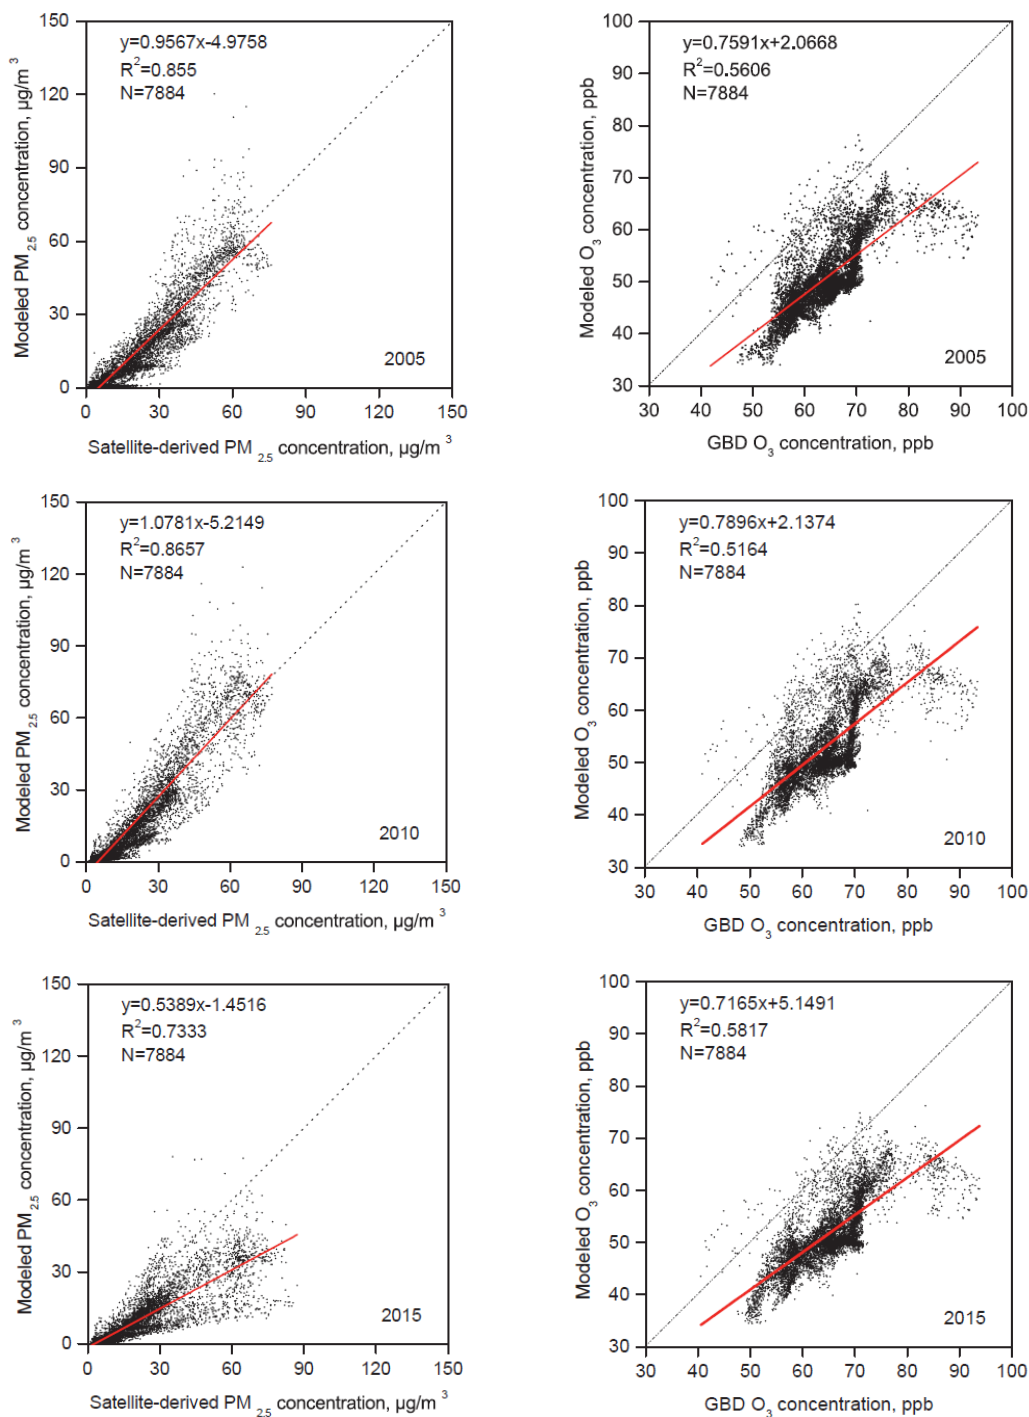 150
120
90
60
30
0
Modeled PM2.5 concentration, µg/m3
y=0.9567x-4.9758
R2=0.855
N=7884
2005
0 30 60 90 120 150
Satellite-derived PM 2.5 concentration, µg/m 3
100
90
80
70
60
50
40
30
Modeled O3 concentration, ppb
y=0.7591x+2.0668
R2=0.5606
N=7884
2005
30 40 50 60 70 80 90 100
GBD O3 concentration, ppb
150
120
90
60
30
0
Modeled PM2.5 concentration, µg/m3
y=1.0781x-5.2149
R2=0.8657
N=7884
2010
0 30 60 90 120 150
Satellite-derived PM 2.5 concentration, µg/m 3
100
90
80
70
60
50
40
30
Modeled O3 concentration, ppb
y=0.7896x+2.1374
R2=0.5164
N=7884
2010
30 40 50 60 70 80 90 100
GBD O3 concentration, ppb
150
120
90
60
30
0
Modeled PM2.5 concentration, µg/m3
y=0.5389x-1.4516
R2=0.7333
N=7884
2015
0 30 60 90 120 150
Satellite-derived PM 2.5 concentration, µg/m 3
100
90
80
70
60
50
40
30
Modeled O3 concentration, ppb
y=0.7165x+5.1491
R2=0.5817
N=7884
2015
30 40 50 60 70 80 90 100
GBD O3 concentration, ppb